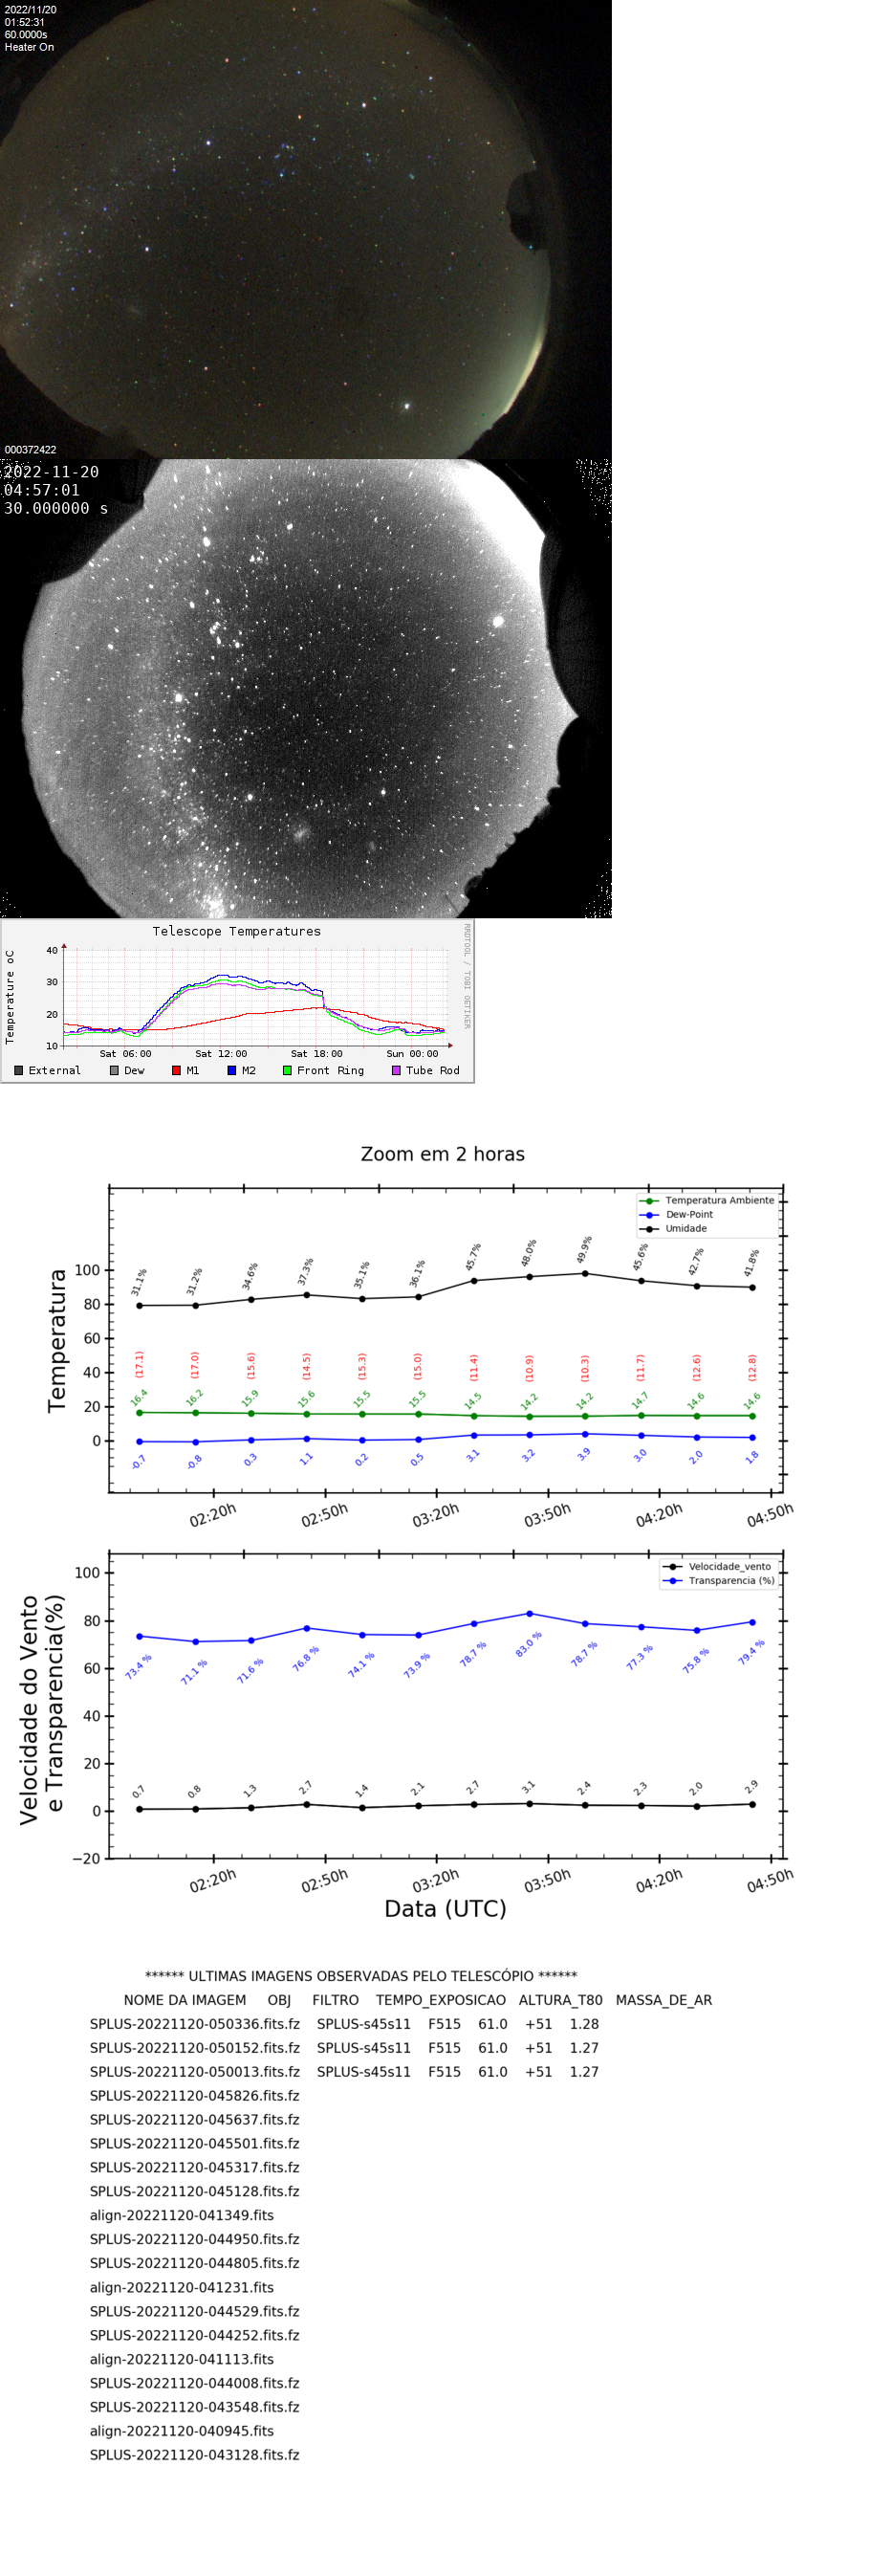 2022/11/20
01:52:31
60.0000s
Heater On
000372422
2022-11-20
04:57:01
30.000000 s
Telescope Temperatures
RRDTOOL / TOBI OETIKER
Temperature oC
40
30
20
10
Sat 06:00 Sat 12:00 Sat 18:00 Sun 00:00
External Dew M1 M2 Front Ring Tube Rod
Zoom em 2 horas
Temperatura
Temperatura Ambiente
Dew-Point
Umidade
100
80
60
40
20
0
31.1% 31.2% 34.6% 37.3% 35.1% 36.1% 45.7% 48.0% 49.9% 45.6% 42.7% 41.8%
(17.1) (17.0) (15.6) (14.5) (15.3) (15.0) (11.4) (10.9) (10.3) (11.7) (12.6) (12.8)
16.4 16.2 15.9 15.6 15.5 15.5 14.5 14.2 14.2 14.7 14.6 14.6
-0.7 -0.8 0.3 1.1 0.2 0.5 3.1 3.2 3.9 3.0 2.0 1.8
02:20h 02:50h 03:20h 03:50h 04:20h 04:50h
Velocidade do Vento
e Transparencia(%)
Velocidade_vento
Transparencia (%)
100
80
60
40
20
0
−20
73.4 % 71.1 % 71.6 % 76.8 % 74.1 % 73.9 % 78.7 % 83.0 % 78.7 % 77.3 % 75.8 % 79.4 %
0.7 0.8 1.3 2.7 1.4 2.1 2.7 3.1 2.4 2.3 2.0 2.9
02:20h 02:50h 03:20h 03:50h 04:20h 04:50h
Data (UTC)
****** ULTIMAS IMAGENS OBSERVADAS PELO TELESCÓPIO ******
NOME DA IMAGEM OBJ FILTRO TEMPO_EXPOSICAO ALTURA_T80 MASSA_DE_AR
SPLUS-20221120-050336.fits.fz SPLUS-s45s11 F515 61.0 +51 1.28
SPLUS-20221120-050152.fits.fz SPLUS-s45s11 F515 61.0 +51 1.27
SPLUS-20221120-050013.fits.fz SPLUS-s45s11 F515 61.0 +51 1.27
SPLUS-20221120-045826.fits.fz
SPLUS-20221120-045637.fits.fz
SPLUS-20221120-045501.fits.fz
SPLUS-20221120-045317.fits.fz
SPLUS-20221120-045128.fits.fz
align-20221120-041349.fits
SPLUS-20221120-044950.fits.fz
SPLUS-20221120-044805.fits.fz
align-20221120-041231.fits
SPLUS-20221120-044529.fits.fz
SPLUS-20221120-044252.fits.fz
align-20221120-041113.fits
SPLUS-20221120-044008.fits.fz
SPLUS-20221120-043548.fits.fz
align-20221120-040945.fits
SPLUS-20221120-043128.fits.fz